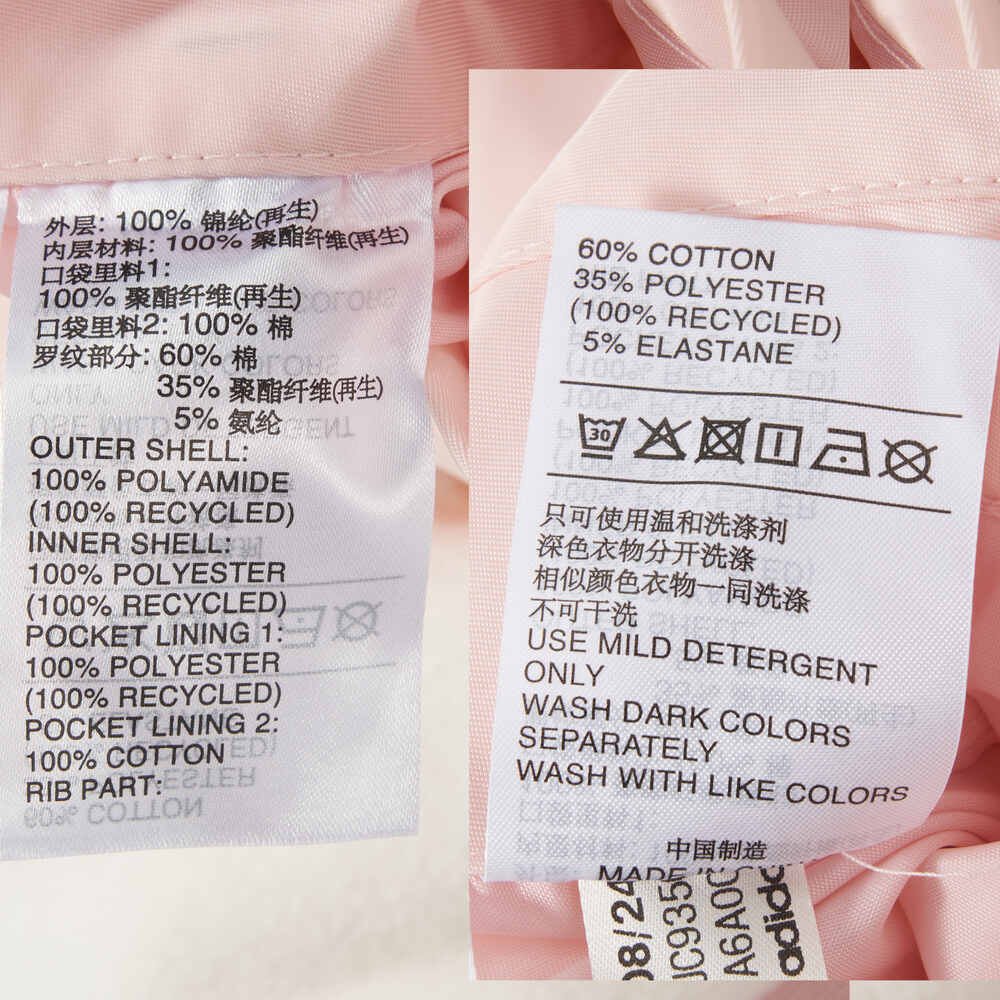 外层: 100% 锦纶(再生)
内层材料: 100% 聚酯纤维(再生)
口袋里料1:
100% 聚酯纤维(再生)
口袋里料2: 100% 棉
罗纹部分: 60% 棉
35% 聚酯纤维(再生)
5% 氨纶
OUTER SHELL:
100% POLYAMIDE
(100% RECYCLED)
INNER SHELL:
100% POLYESTER
(100% RECYCLED)
POCKET LINING 1:
100% POLYESTER
(100% RECYCLED)
POCKET LINING 2:
100% COTTON
RIB PART:
60% COTTON
35% POLYESTER
(100% RECYCLED)
5% ELASTANE
30
只可使用温和洗涤剂
深色衣物分开洗涤
相似颜色衣物一同洗涤
不可干洗
USE MILD DETERGENT
ONLY
WASH DARK COLORS
SEPARATELY
WASH WITH LIKE COLORS
中国制造
MADE IN
08/24
adidas